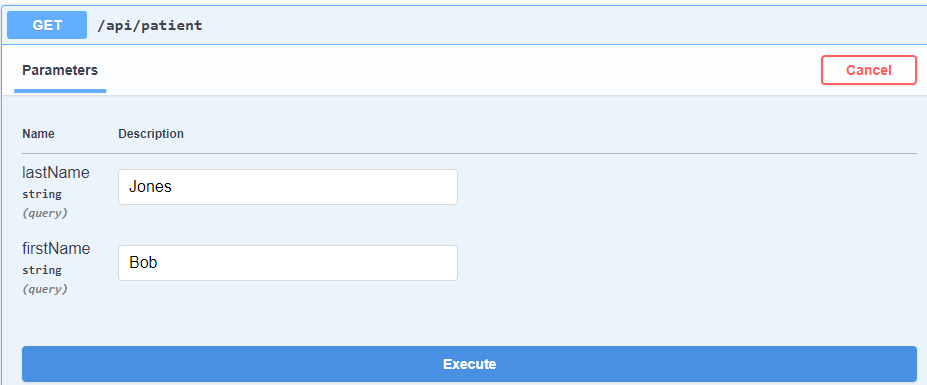 GET /api/patient
Parameters Cancel
Name Description
lastName
string
(query)
Jones
firstName
string
(query)
Bob
Execute